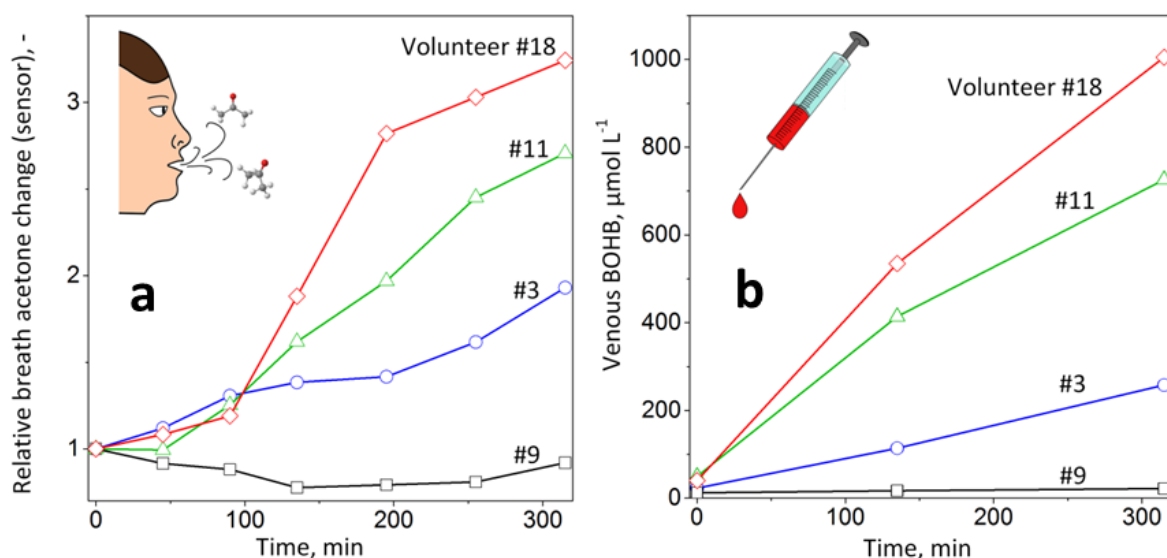 Relative breath acetone change (sensor), -
3
2
1
Volunteer #18
#11
#3
#9
a
0
100
200
300
Time, min
Venous BOHB, µmol L⁻¹
1000
800
600
400
200
0
Volunteer #18
#11
#3
#9
b
0
100
200
300
Time, min